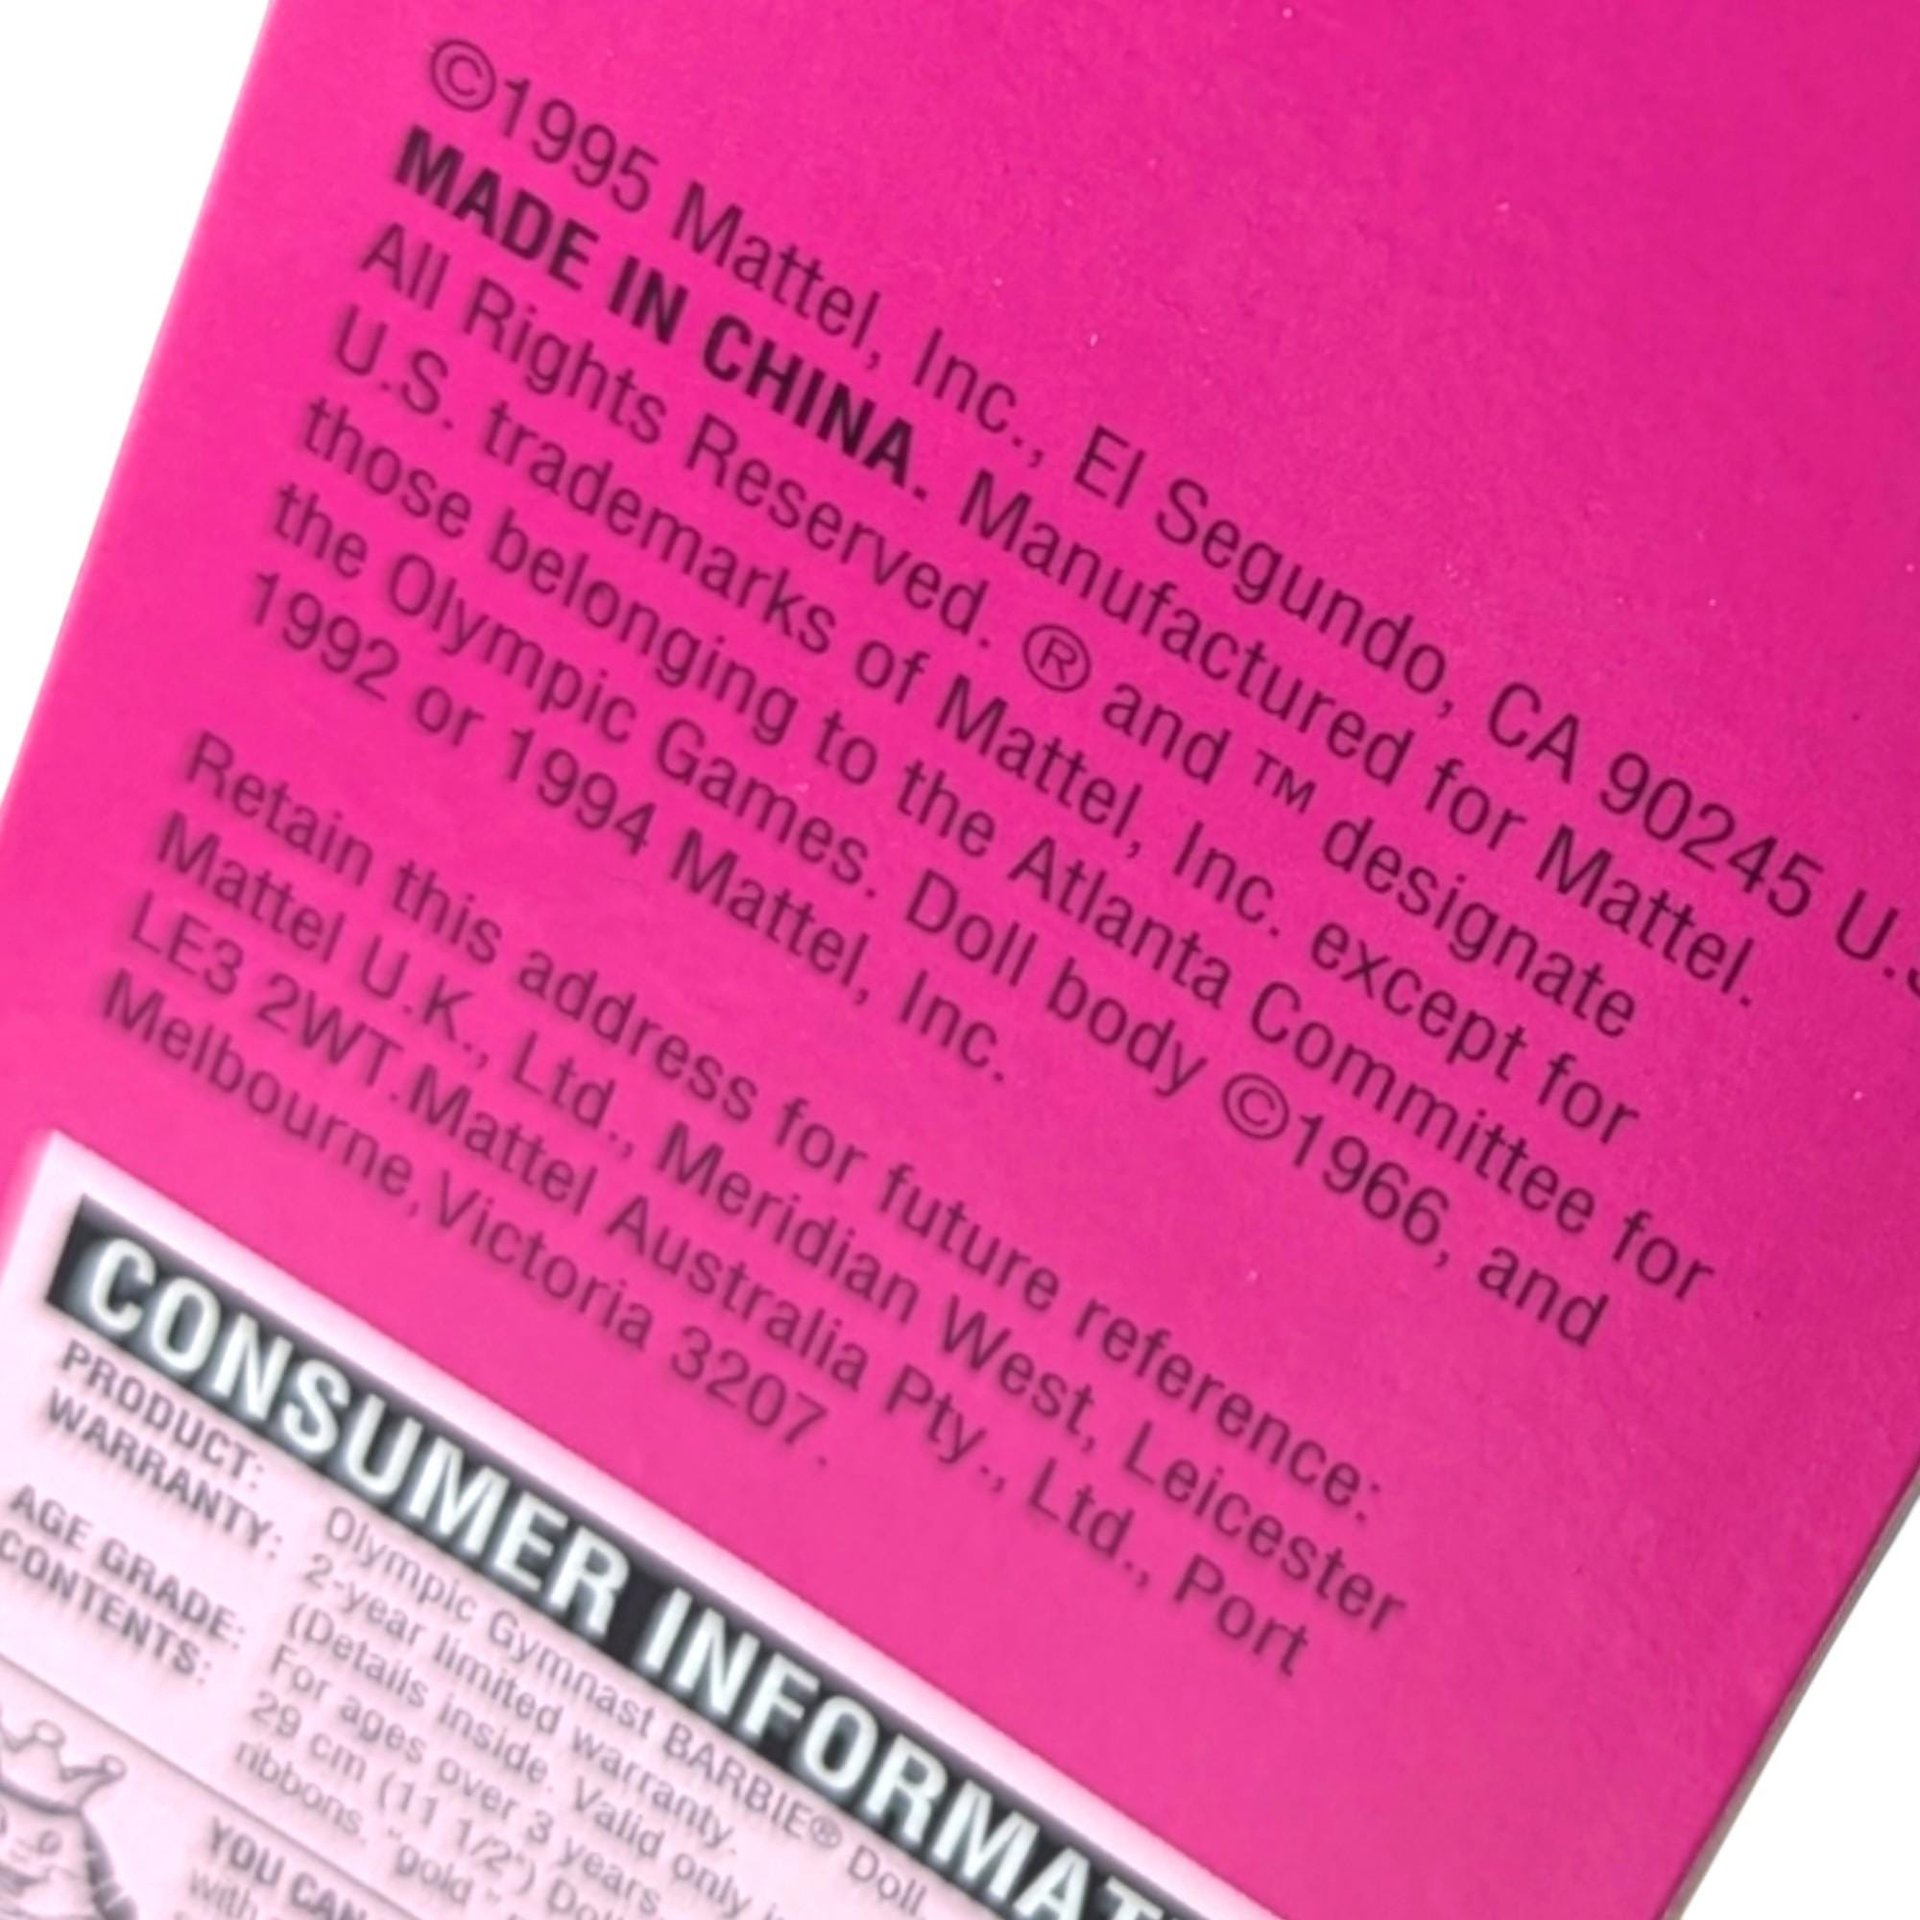 ©1995 Mattel, Inc., El Segundo, CA 90245 U.S
MADE IN CHINA. Manufactured for Mattel.
All Rights Reserved. ® and ™ designate
U.S. trademarks of Mattel, Inc. except for
those belonging to the Atlanta Committee for
the Olympic Games. Doll body ©1966, and
1992 or 1994 Mattel, Inc.
Retain this address for future reference:
Mattel U.K., Ltd., Meridian West, Leicester
LE3 2WT.Mattel Australia Pty., Ltd., Port
Melbourne,Victoria 3207.
CONSUMER INFORMAT
PRODUCT: Olympic Gymnast BARBIE® Doll.
WARRANTY: 2-year limited warranty.
(Details inside. Valid only
AGE GRADE: For ages over 3 years.
CONTENTS: 29 cm (11 1/2") Doll
ribbons, "gold"
YOU CAN
with